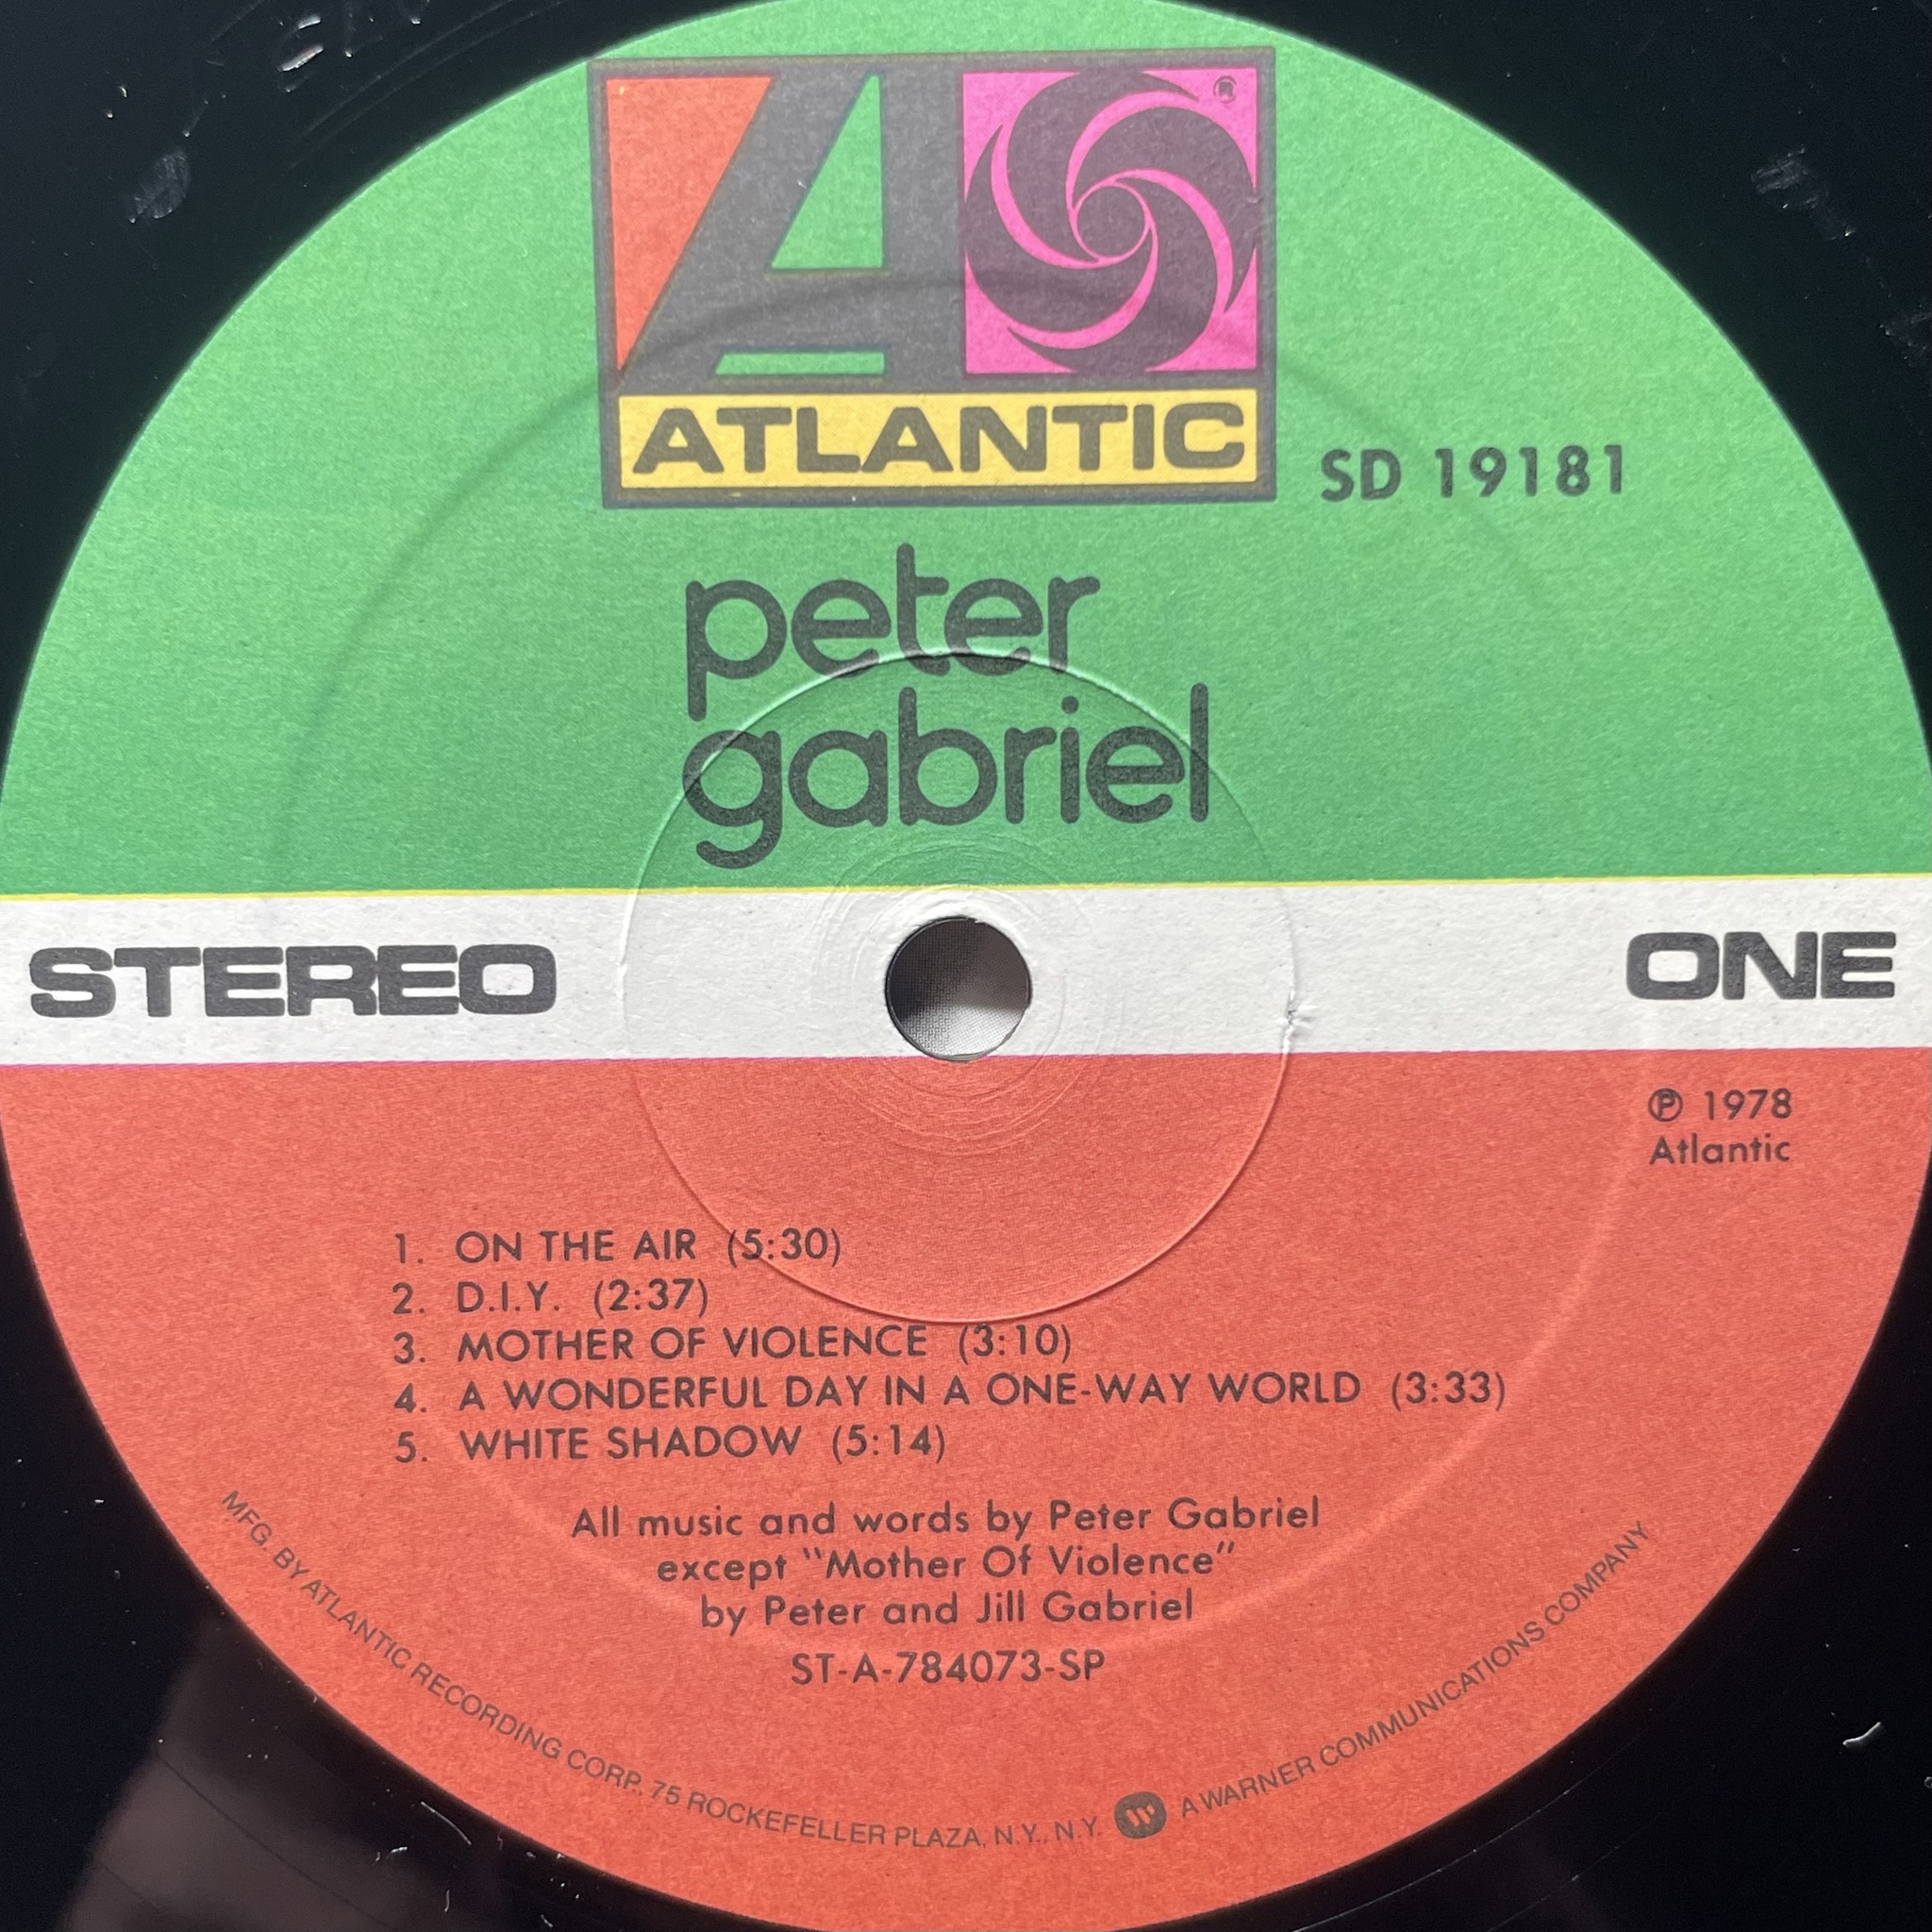 A
®
ATLANTIC
SD 19181
peter
gabriel
STEREO
ONE
℗ 1978
Atlantic
1. ON THE AIR (5:30)
2. D.I.Y. (2:37)
3. MOTHER OF VIOLENCE (3:10)
4. A WONDERFUL DAY IN A ONE-WAY WORLD (3:33)
5. WHITE SHADOW (5:14)
All music and words by Peter Gabriel
except "Mother Of Violence"
by Peter and Jill Gabriel
ST-A-784073-SP
MFG. BY ATLANTIC RECORDING CORP., 75 ROCKEFELLER PLAZA, N.Y., N.Y. W A WARNER COMMUNICATIONS COMPANY